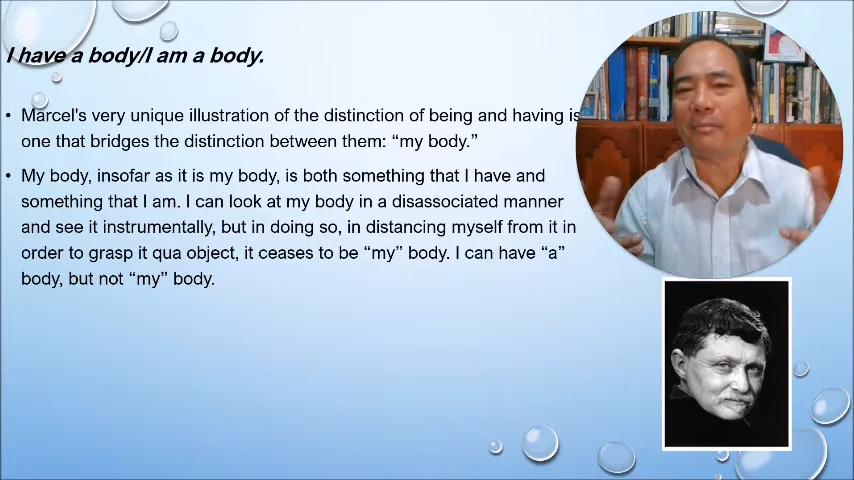 I have a body/I am a body.
• Marcel's very unique illustration of the distinction of being and having is
one that bridges the distinction between them: “my body.”
• My body, insofar as it is my body, is both something that I have and
something that I am. I can look at my body in a disassociated manner
and see it instrumentally, but in doing so, in distancing myself from it in
order to grasp it qua object, it ceases to be “my” body. I can have “a”
body, but not “my” body.